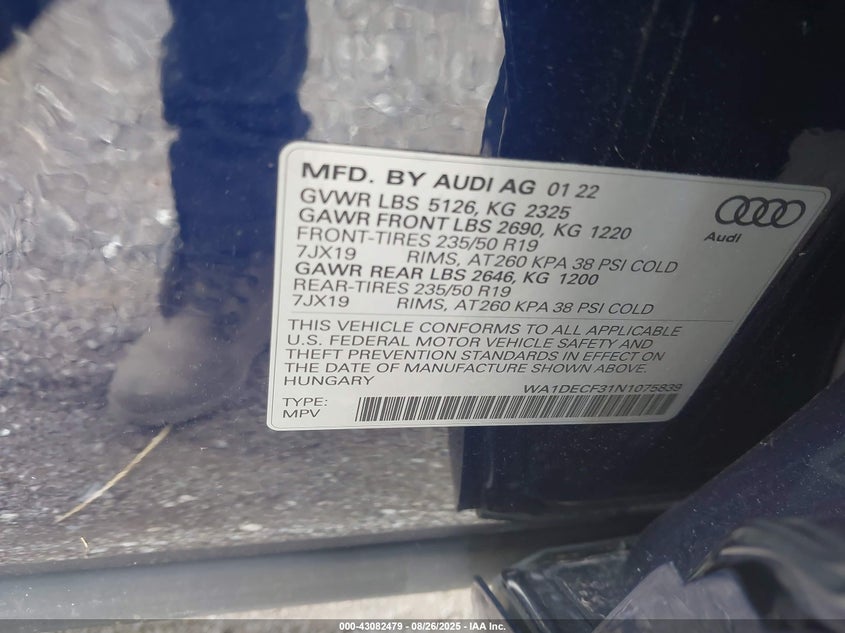 MFD. BY AUDI AG 01 22
GVWR LBS 5126, KG 2325
GAWR FRONT LBS 2690, KG 1220
FRONT-TIRES 235/50 R19
7JX19 RIMS, AT 260 KPA 38 PSI COLD
GAWR REAR LBS 2646, KG 1200
REAR-TIRES 235/50 R19
7JX19 RIMS, AT 260 KPA 38 PSI COLD
Audi
THIS VEHICLE CONFORMS TO ALL APPLICABLE
U.S. FEDERAL MOTOR VEHICLE SAFETY AND
THEFT PREVENTION STANDARDS IN EFFECT ON
THE DATE OF MANUFACTURE SHOWN ABOVE.
HUNGARY
WA1DECF31N1075839
TYPE:
MPV
000-43082479 - 08/26/2025 - IAA Inc.